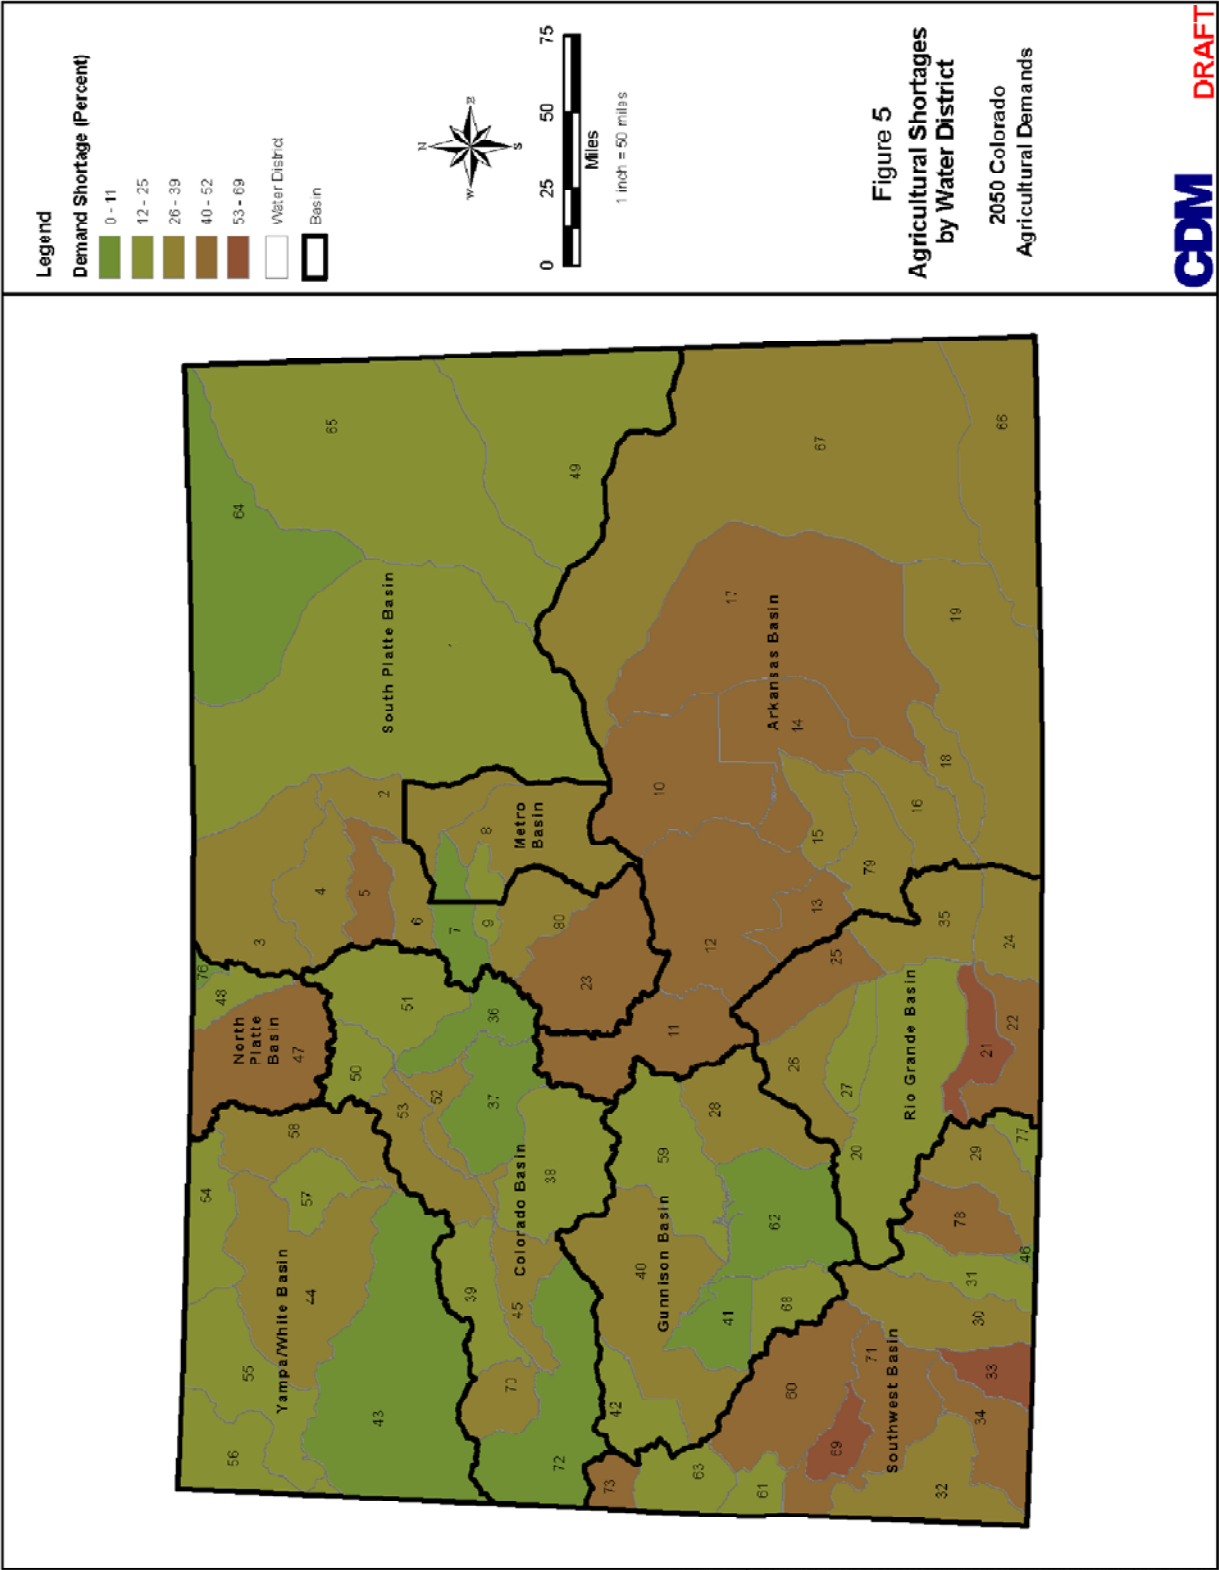 Legend
Demand Shortage (Percent)
0 - 11
12 - 25
26 - 39
40 - 52
53 - 69
Water District
Basin
N
W
E
S
0
25
50
75
Miles
1 inch = 50 miles
Figure 5
Agricultural Shortages
by Water District
2050 Colorado
Agricultural Demands
CDM
DRAFT
56
55
54
44
57
58
43
Yampa/White Basin
North
Platte
Basin
47
48
76
3
4
5
6
2
7
9
8
Metro
Basin
80
23
South Platte Basin
64
65
49
50
51
53
52
36
37
38
39
45
70
72
Colorado Basin
73
42
40
59
28
41
62
68
Gunnison Basin
63
61
60
69
71
Southwest Basin
32
34
33
30
31
78
29
77
46
20
26
27
25
35
24
21
22
Rio Grande Basin
11
12
13
10
14
15
79
16
18
17
19
67
66
Arkansas Basin